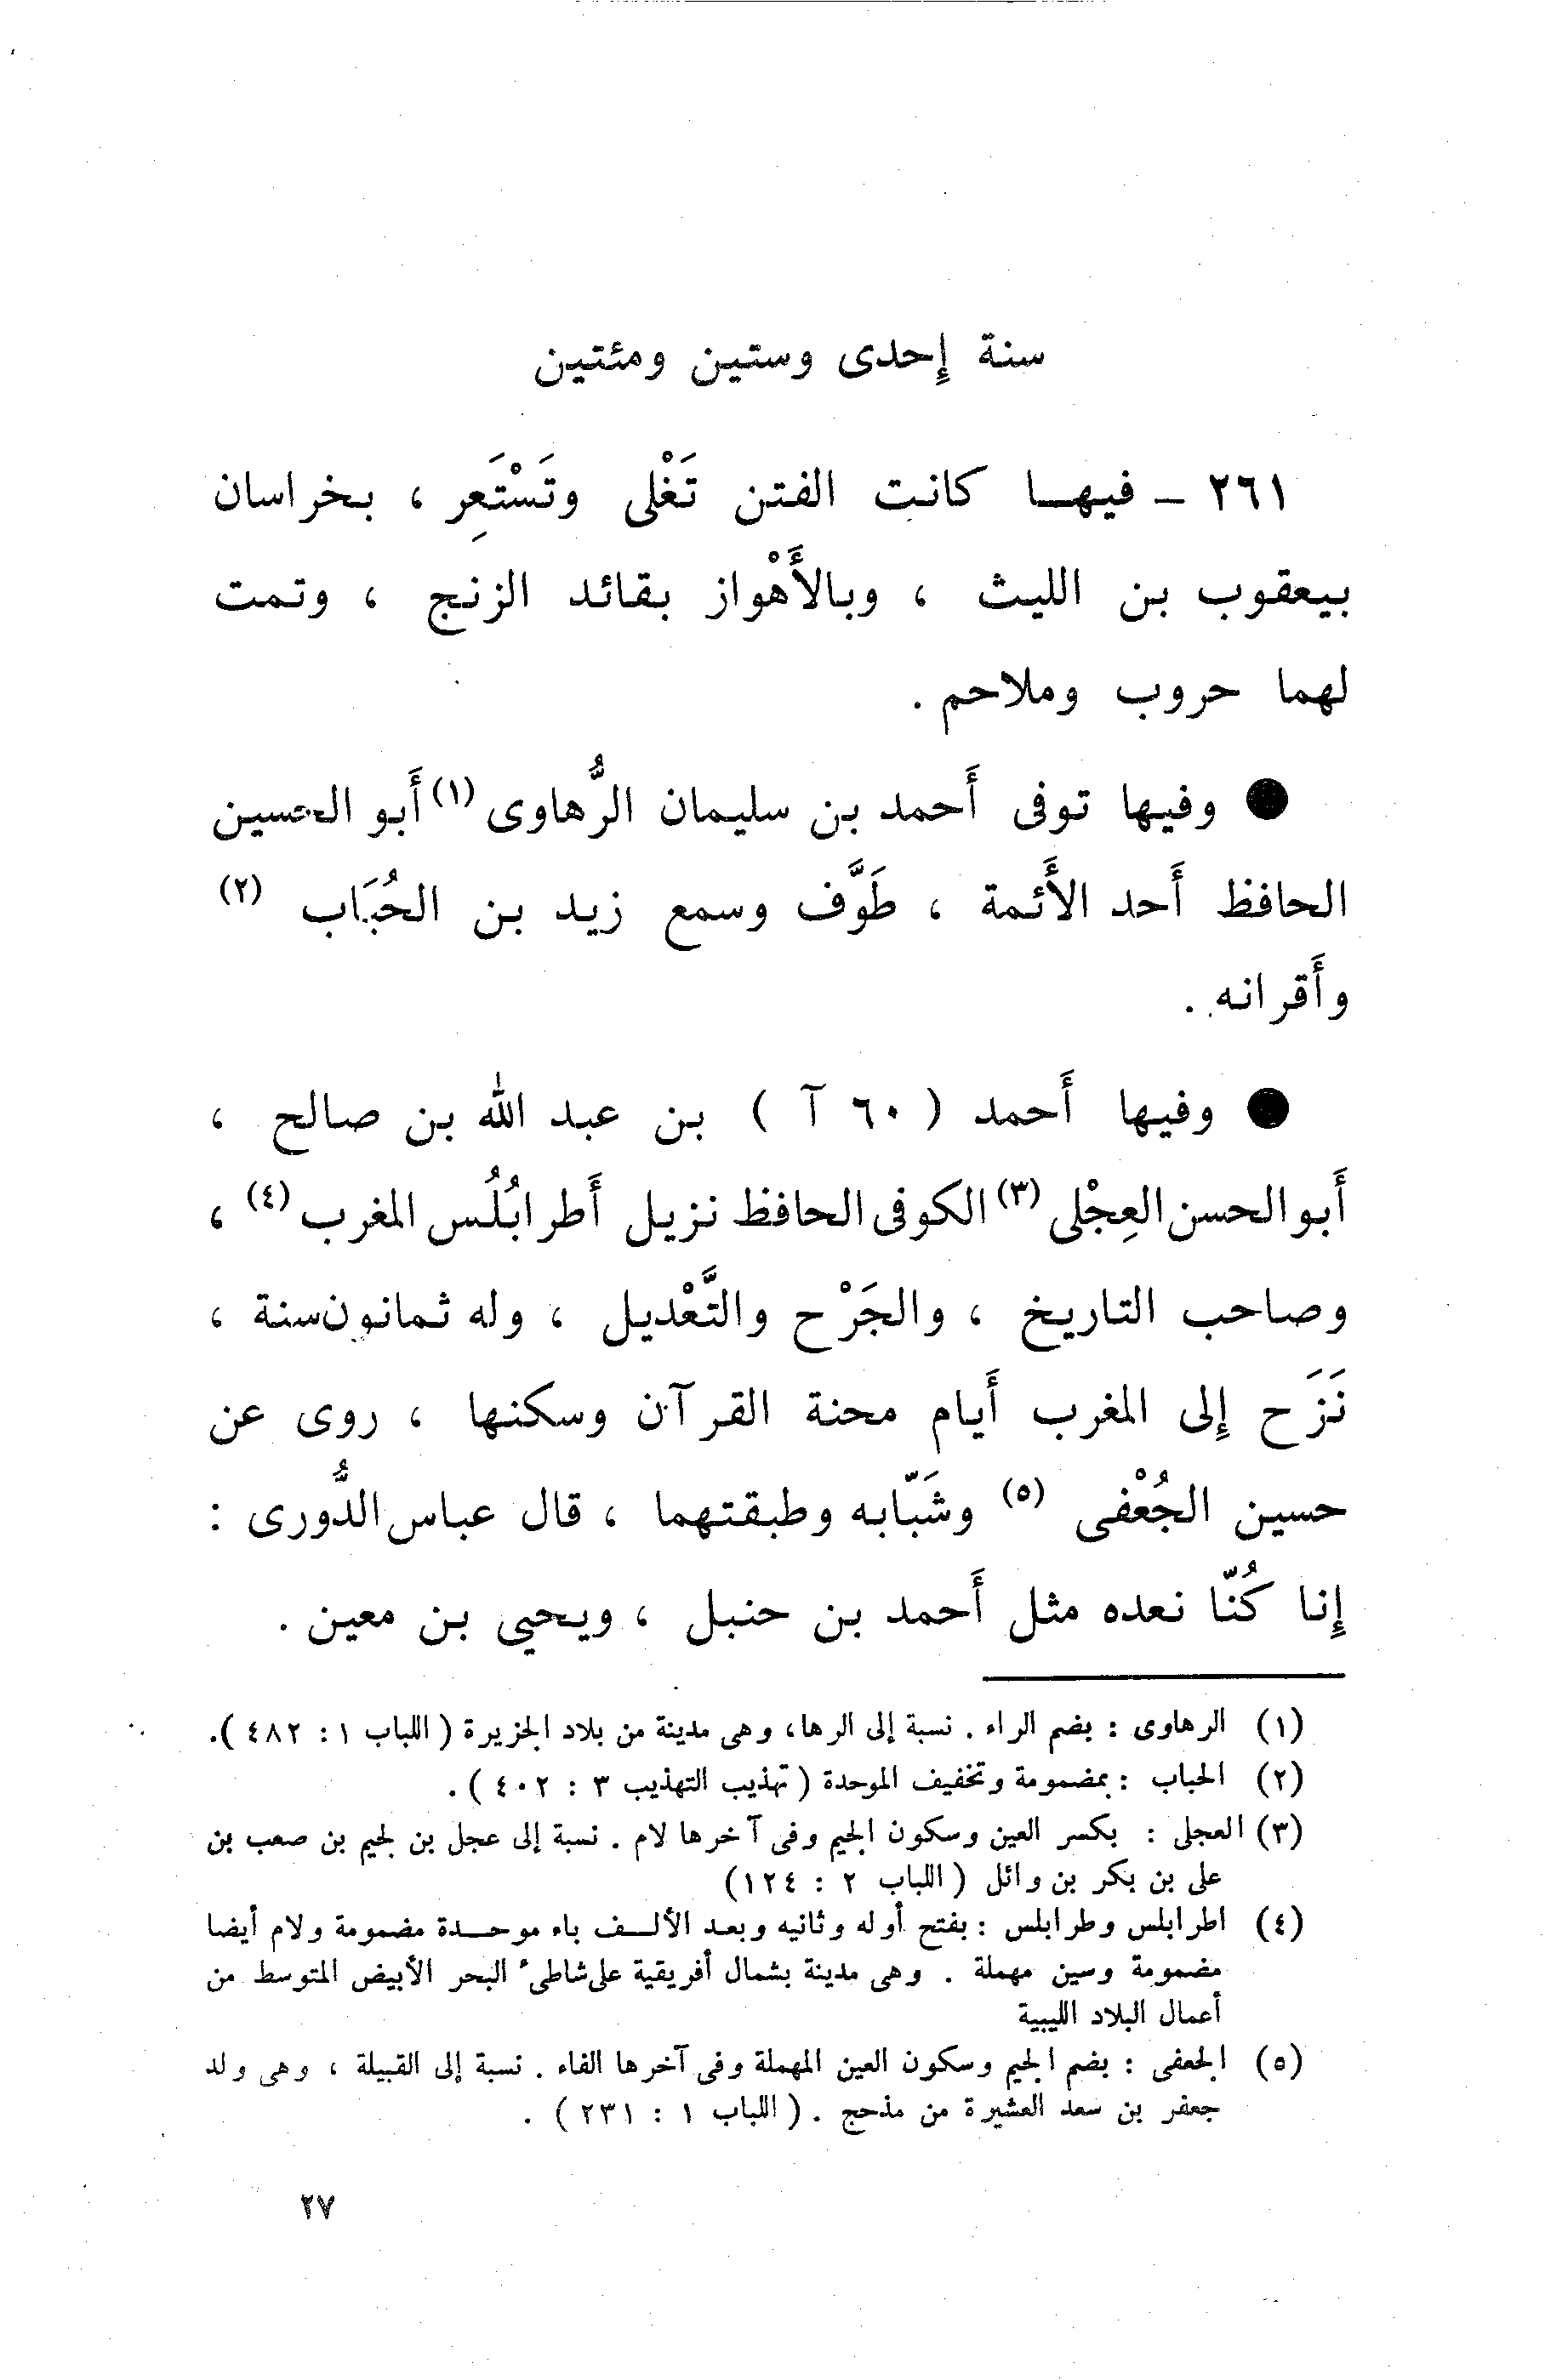 سنة إحدى وستين ومئتين
٢٦١ – فيهـا كانت الفتن تَغْلى وتَسْتَعِر ، بخراسان
بيعقوب بن الليث ، وبالأَهْواز بقائد الزنج ، وتمت
لهما حروب وملاحم .
● وفيها توفى أَحمد بن سليمان الرُّهاوى (١) أَبو الحسين
الحافظ أَحد الأَئمة ، طَوَّف وسمع زيد بن الحُبَاب (٢)
وأَقرانه .
● وفيها أَحمد ( ٦٠ آ ) بن عبد الله بن صالح ،
أَبو الحسن العِجْلى (٣) الكوفى الحافظ نزيل أَطرابُلُس المغرب (٤) ،
وصاحب التاريخ ، والجَرْح والتَّعْديل ، وله ثمانون سنة ،
نَزَح إِلى المغرب أَيام محنة القرآن وسكنها ، روى عن
حسين الجُعْفى (٥) وشَبّابه وطبقتهما ، قال عباس الدُّورى :
إِنا كُنّا نعده مثل أَحمد بن حنبل ، ويحيى بن معين .
(١) الرهاوى : بضم الراء . نسبة إلى الرها، وهى مدينة من بلاد الجزيرة ( اللباب ١ : ٤٨٢ ).
(٢) الحباب : بمضمومة وتخفيف الموحدة ( تهذيب التهذيب ٣ : ٤٠٢ ) .
(٣) العجلى : بكسر العين وسكون الجيم وفى آخرها لام . نسبة إلى عجل بن لجيم بن صعب بن
على بن بكر بن وائل ( اللباب ٢ : ١٢٤)
(٤) اطرابلس وطرابلس : بفتح أوله وثانيه وبعد الألـف باء موحـدة مضمومة ولام أيضا
مضمومة وسين مهملة . وهى مدينة بشمال أفريقية على شاطىء البحر الأبيض المتوسط من
أعمال البلاد الليبية
(٥) الجعفى : بضم الجيم وسكون العين المهملة وفى آخرها الفاء . نسبة إلى القبيلة ، وهى ولد
جعفر بن سعد العشيرة من مذحج . ( اللباب ١ : ٢٣١ ) .
٢٧